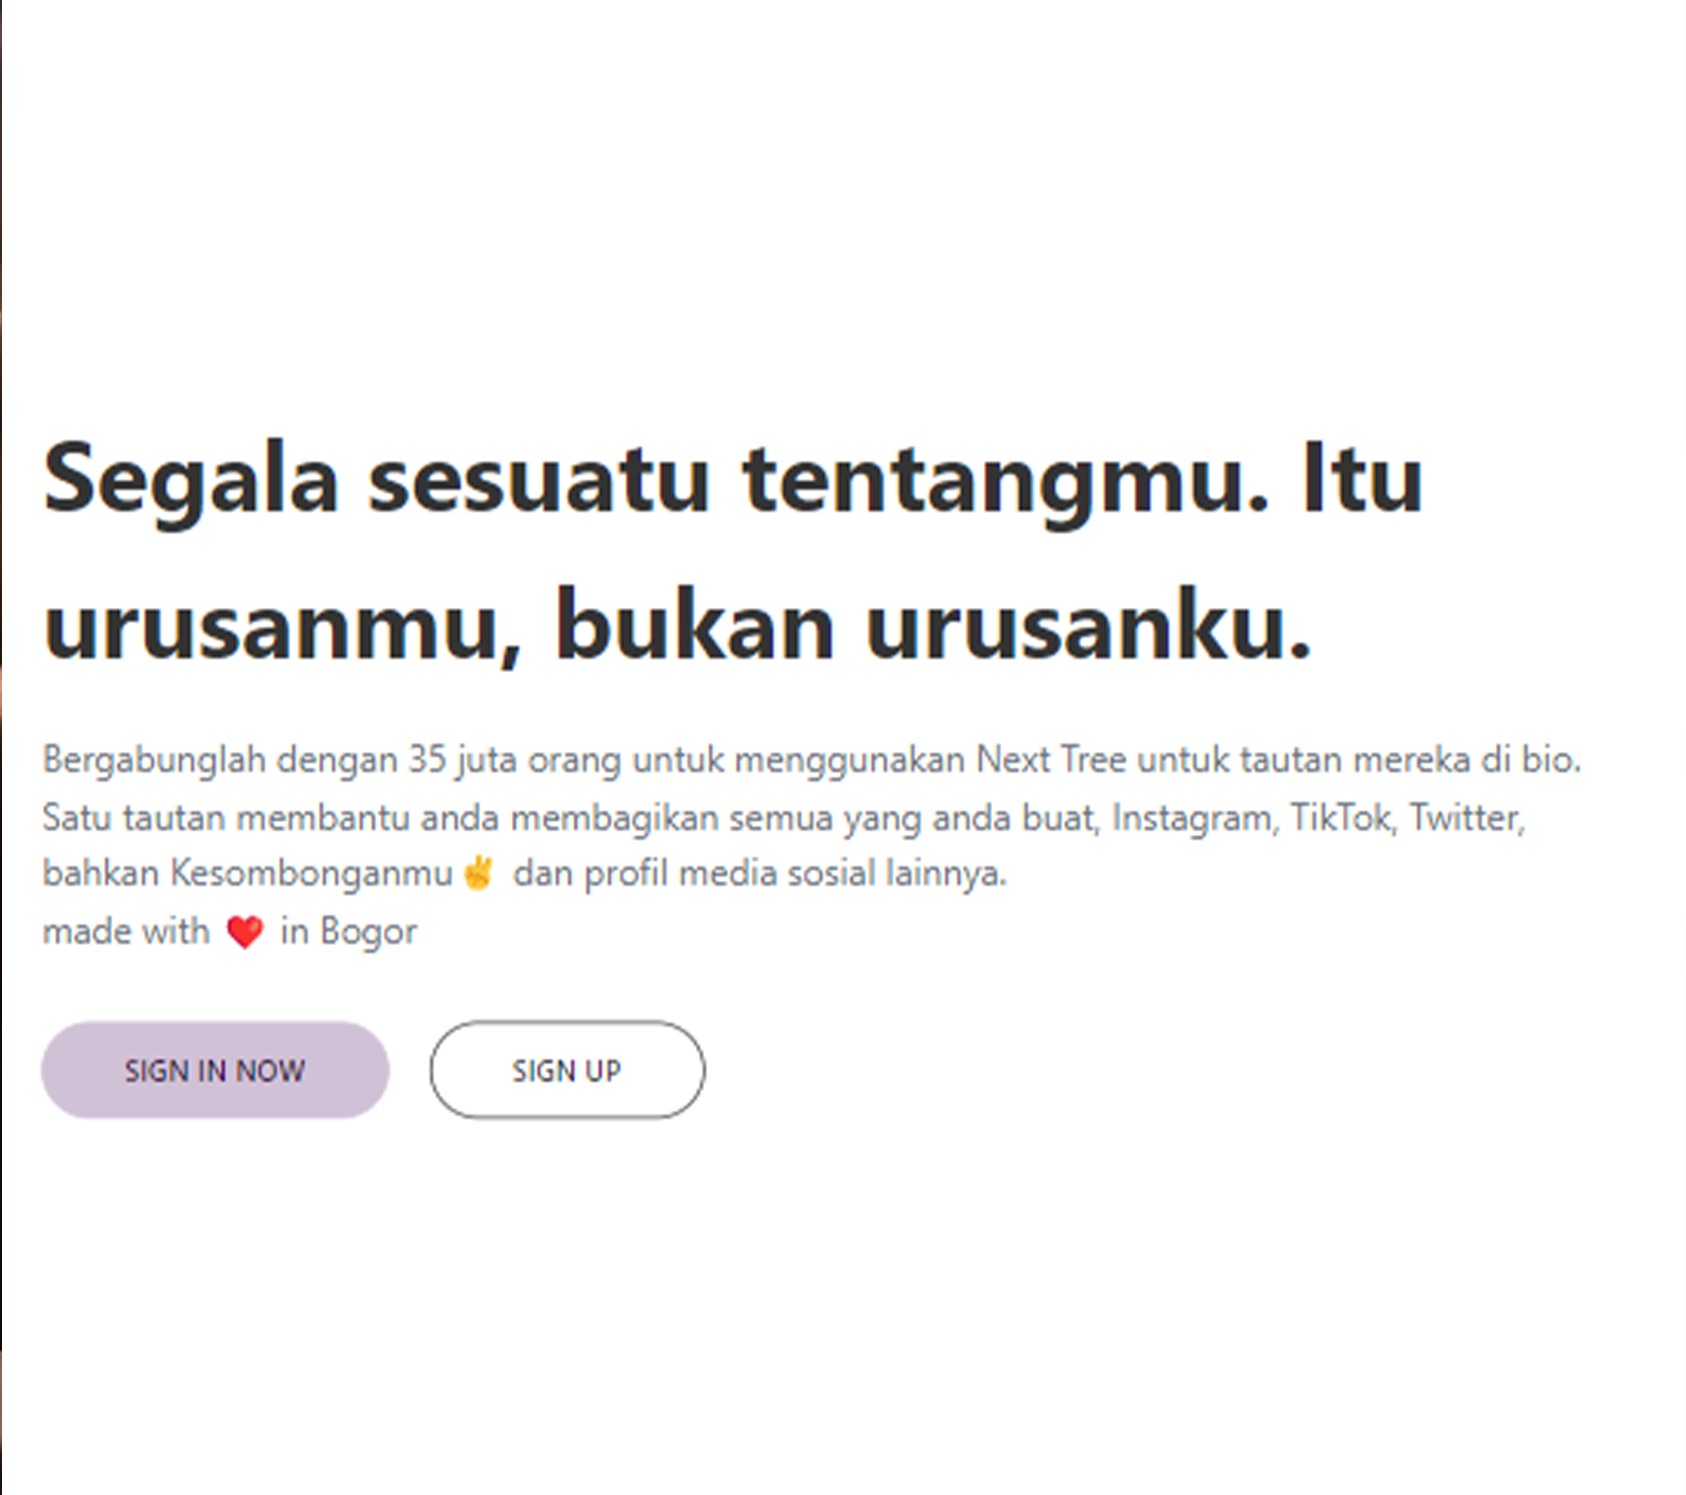 Segala sesuatu tentangmu. Itu
urusanmu, bukan urusanku.
Bergabunglah dengan 35 juta orang untuk menggunakan Next Tree untuk tautan mereka di bio.
Satu tautan membantu anda membagikan semua yang anda buat, Instagram, TikTok, Twitter,
bahkan Kesombonganmu✌️ dan profil media sosial lainnya.
made with ❤️ in Bogor
SIGN IN NOW
SIGN UP